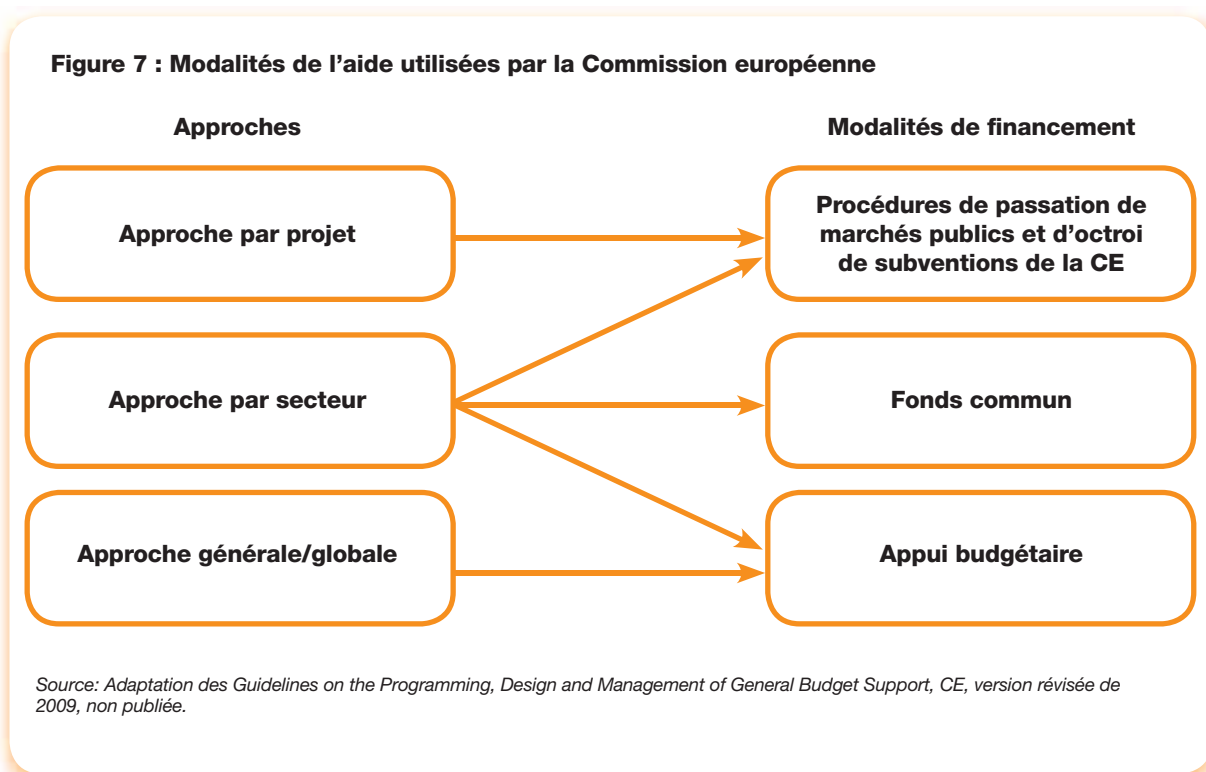 Figure 7 : Modalités de l’aide utilisées par la Commission européenne
Approches
Modalités de financement
Approche par projet
Procédures de passation de
marchés publics et d’octroi
de subventions de la CE
Approche par secteur
Fonds commun
Approche générale/globale
Appui budgétaire
Source: Adaptation des Guidelines on the Programming, Design and Management of General Budget Support, CE, version révisée de
2009, non publiée.